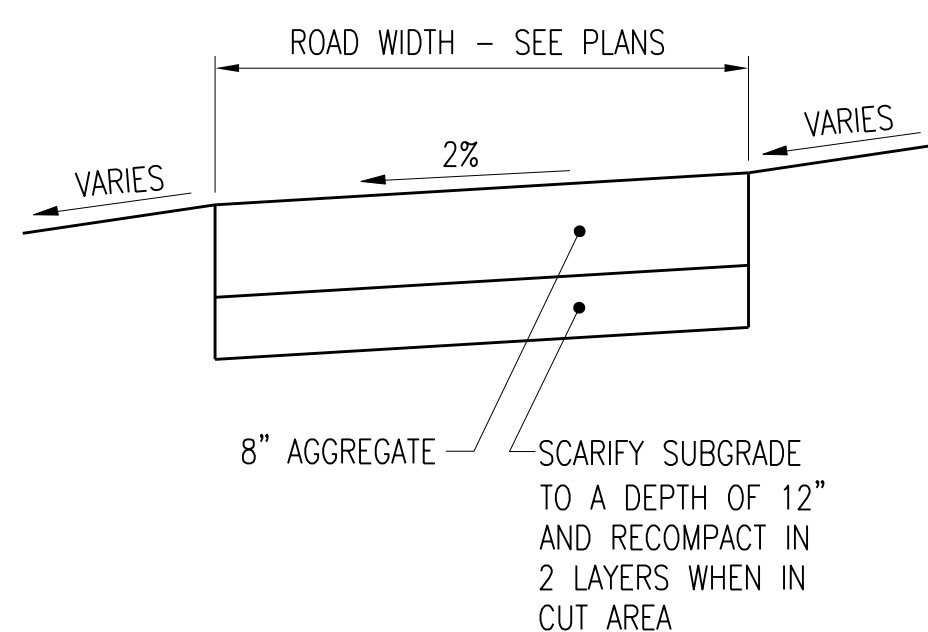 ROAD WIDTH - SEE PLANS
VARIES
2%
VARIES
8” AGGREGATE
SCARIFY SUBGRADE
TO A DEPTH OF 12”
AND RECOMPACT IN
2 LAYERS WHEN IN
CUT AREA